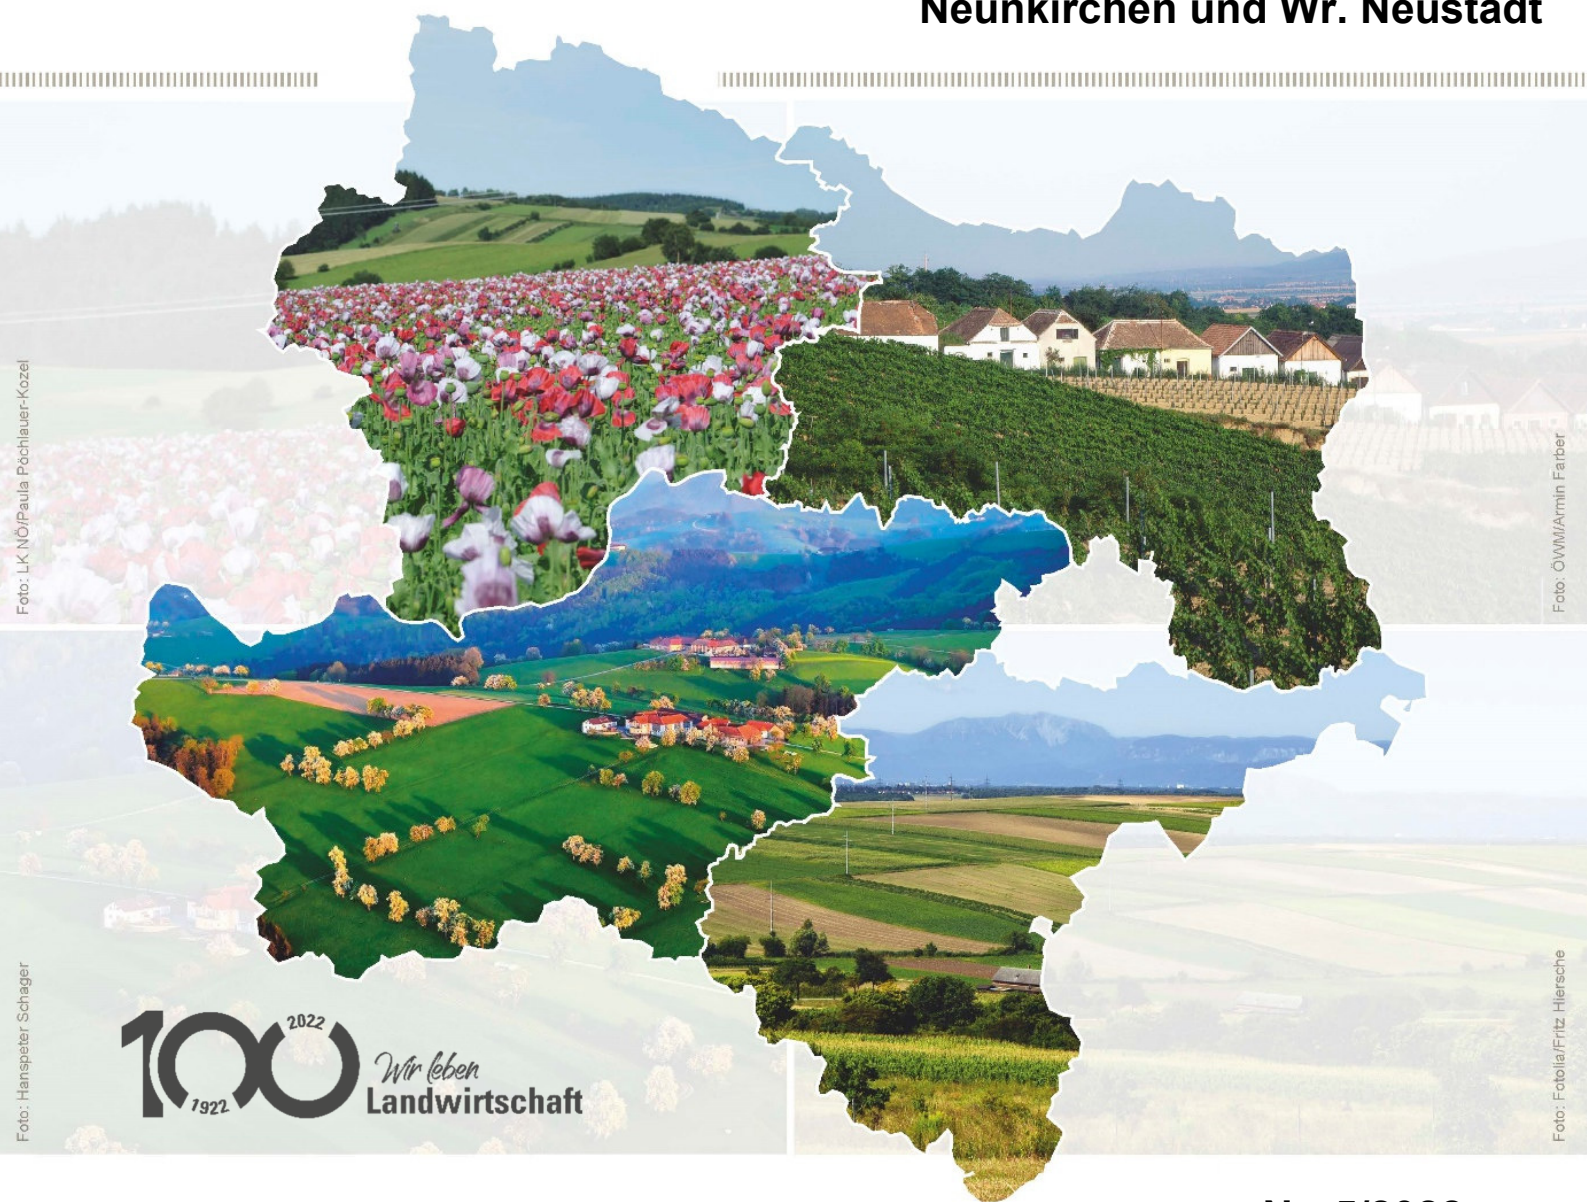 Neunkirchen und Wr. Neustadt
Foto: LK NÖ/Paula Pöchlauer-Kozel
Foto: ÖWM/Armin Farber
Foto: Hanspeter Schager
Foto: Fotolia/Fritz Hiersche
100
1922
2022
Wir leben
Landwirtschaft